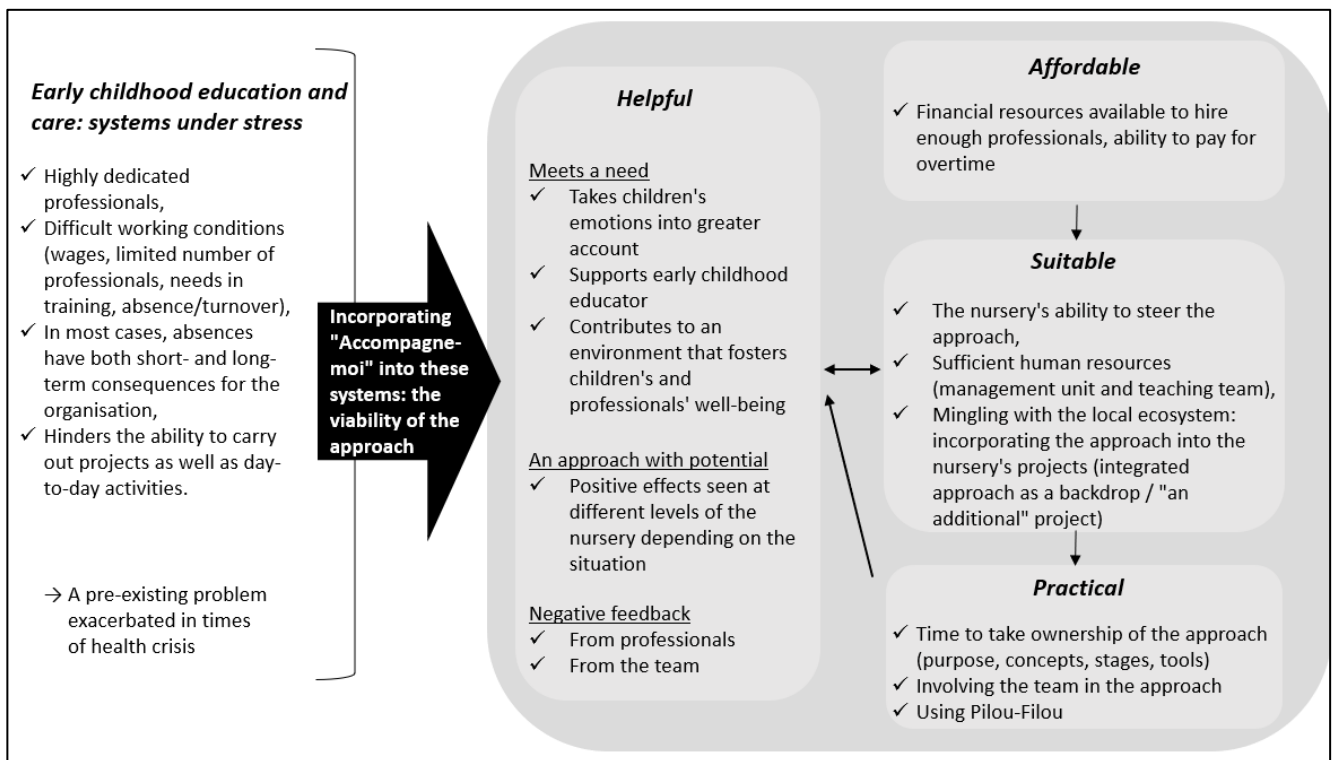 Early childhood education and
care: systems under stress
✓ Highly dedicated
professionals,
✓ Difficult working conditions
(wages, limited number of
professionals, needs in
training, absence/turnover),
✓ In most cases, absences
have both short- and long-
term consequences for the
organisation,
✓ Hinders the ability to carry
out projects as well as day-
to-day activities.
→ A pre-existing problem
exacerbated in times
of health crisis
Incorporating
"Accompagne-
moi" into these
systems: the
viability of the
approach
Helpful
Meets a need
✓ Takes children's
emotions into greater
account
✓ Supports early childhood
educator
✓ Contributes to an
environment that fosters
children's and
professionals' well-being
An approach with potential
✓ Positive effects seen at
different levels of the
nursery depending on the
situation
Negative feedback
✓ From professionals
✓ From the team
Affordable
✓ Financial resources available to hire
enough professionals, ability to pay for
overtime
Suitable
✓ The nursery's ability to steer the
approach,
✓ Sufficient human resources
(management unit and teaching team),
✓ Mingling with the local ecosystem:
incorporating the approach into the
nursery's projects (integrated
approach as a backdrop / "an
additional" project)
Practical
✓ Time to take ownership of the approach
(purpose, concepts, stages, tools)
✓ Involving the team in the approach
✓ Using Pilou-Filou